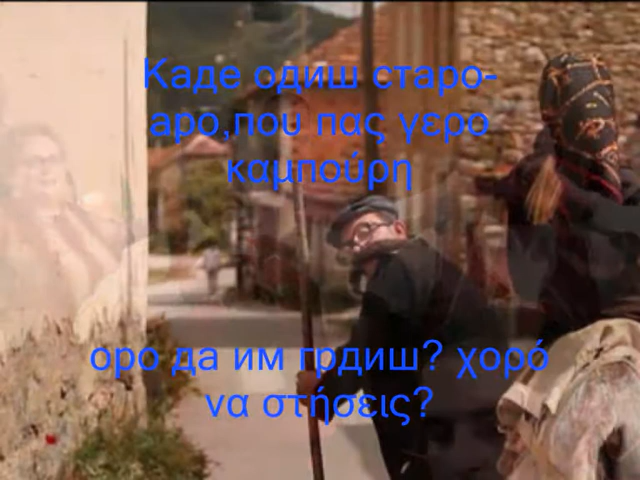 Каде одиш старо-
аро,που πας γερο
καμπούρη
оро да им грдиш? χορό
να στήσεις?